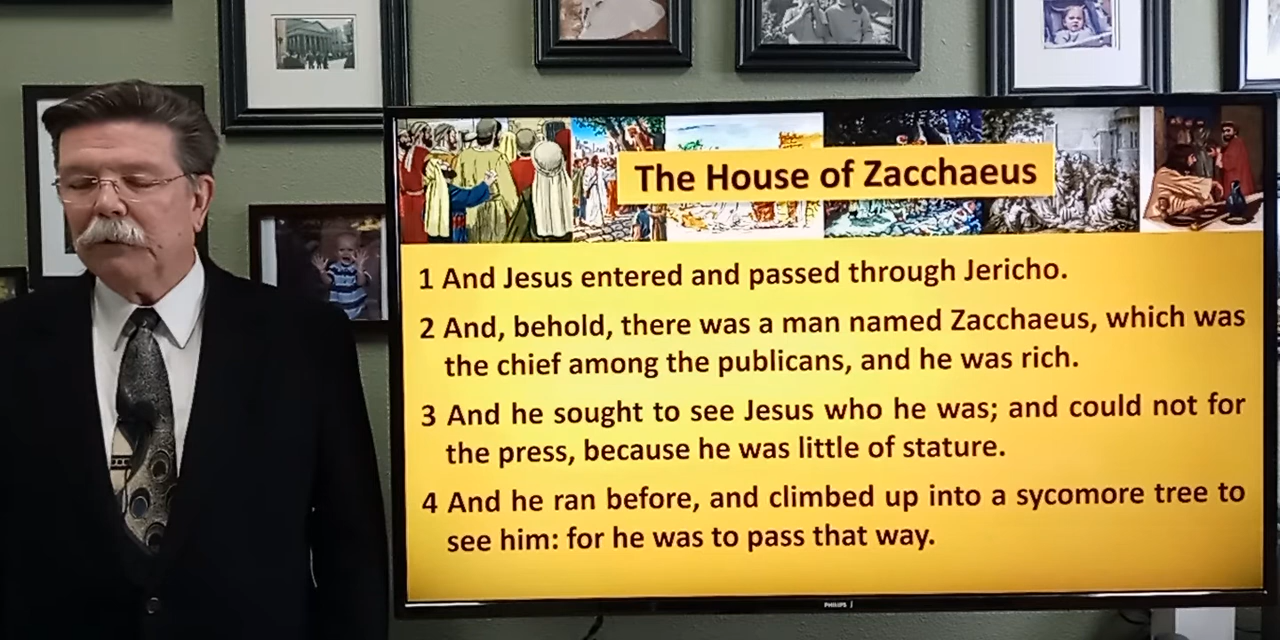 The House of Zacchaeus
1 And Jesus entered and passed through Jericho.
2 And, behold, there was a man named Zacchaeus, which was
the chief among the publicans, and he was rich.
3 And he sought to see Jesus who he was; and could not for
the press, because he was little of stature.
4 And he ran before, and climbed up into a sycomore tree to
see him: for he was to pass that way.
PHILIPS